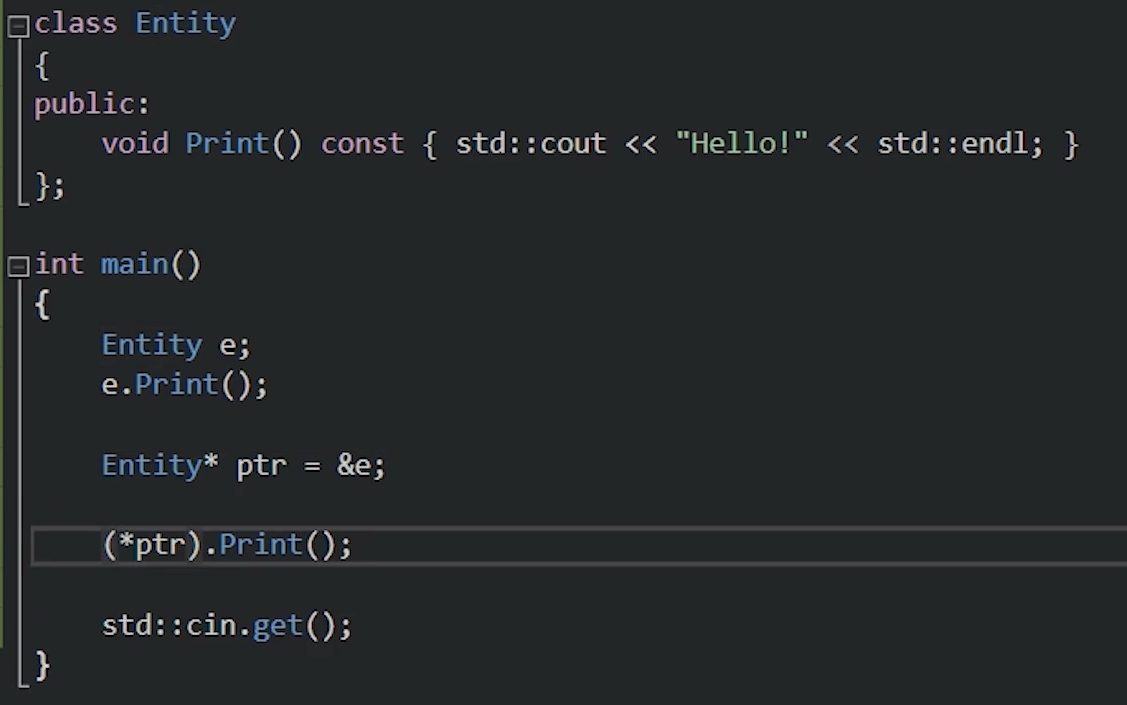 class Entity
{
public:
    void Print() const { std::cout << "Hello!" << std::endl; }
};
int main()
{
    Entity e;
    e.Print();
    Entity* ptr = &e;
    (*ptr).Print();
    std::cin.get();
}